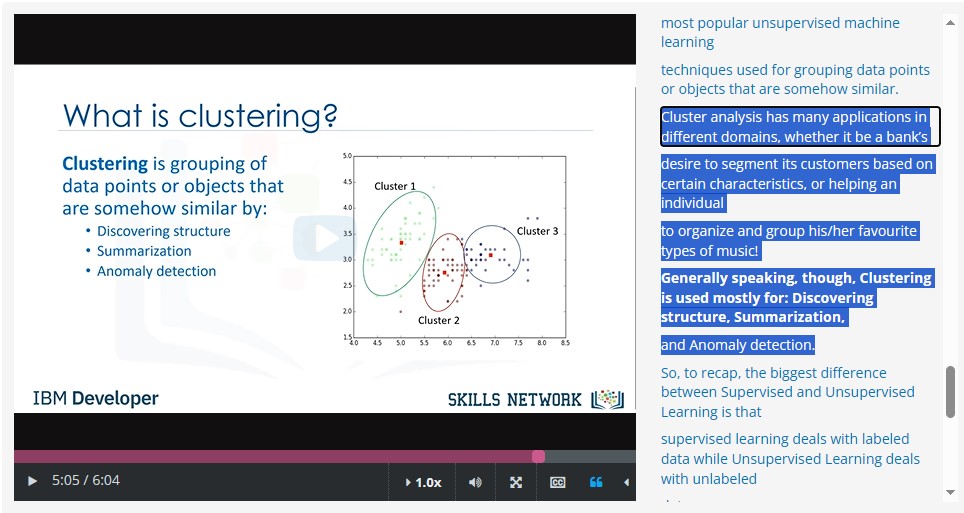 What is clustering?
Clustering is grouping of
data points or objects that
are somehow similar by:
• Discovering structure
• Summarization
• Anomaly detection
5.0
4.5
4.0
3.5
3.0
2.5
2.0
1.5
4.0 4.5 5.0 5.5 6.0 6.5 7.0 7.5 8.0 8.5
Cluster 1
Cluster 3
Cluster 2
IBM Developer
SKILLS NETWORK
5:05 / 6:04
1.0x
CC
most popular unsupervised machine
learning
techniques used for grouping data points
or objects that are somehow similar.
Cluster analysis has many applications in
different domains, whether it be a bank’s
desire to segment its customers based on
certain characteristics, or helping an
individual
to organize and group his/her favourite
types of music!
Generally speaking, though, Clustering
is used mostly for: Discovering
structure, Summarization,
and Anomaly detection.
So, to recap, the biggest difference
between Supervised and Unsupervised
Learning is that
supervised learning deals with labeled
data while Unsupervised Learning deals
with unlabeled